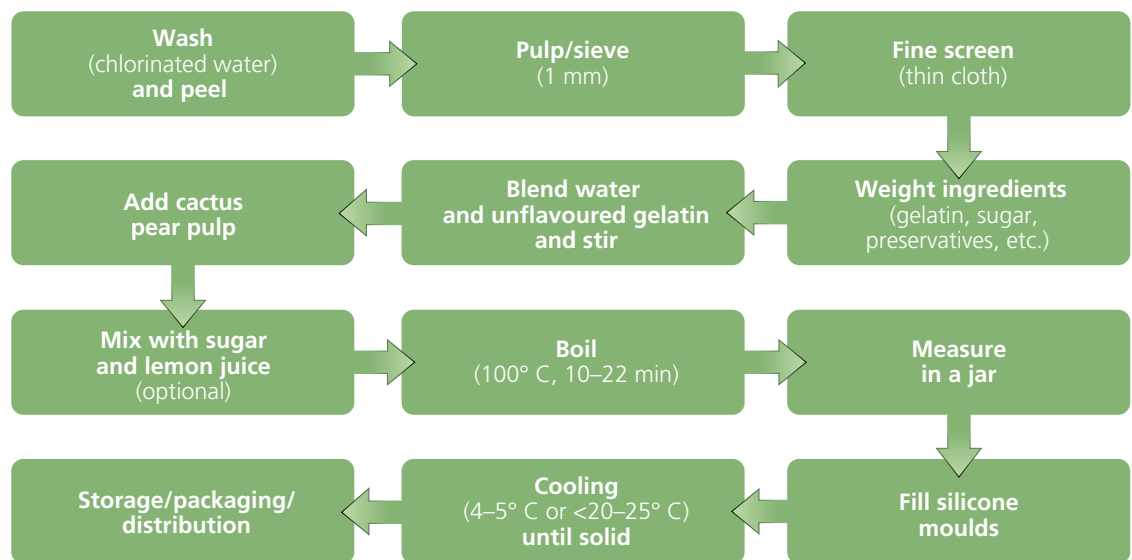 Wash
(chlorinated water)
and peel
Pulp/sieve
(1 mm)
Fine screen
(thin cloth)
Weight ingredients
(gelatin, sugar,
preservatives, etc.)
Blend water
and unflavoured gelatin
and stir
Add cactus
pear pulp
Mix with sugar
and lemon juice
(optional)
Boil
(100° C, 10–22 min)
Measure
in a jar
Fill silicone
moulds
Cooling
(4–5° C or <20–25° C)
until solid
Storage/packaging/
distribution